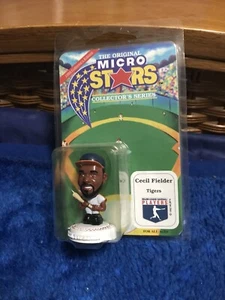 THE ORIGINAL
MICRO
STARS
COLLECTOR'S SERIES
Cecil Fielder
Tigers
PLAYERS